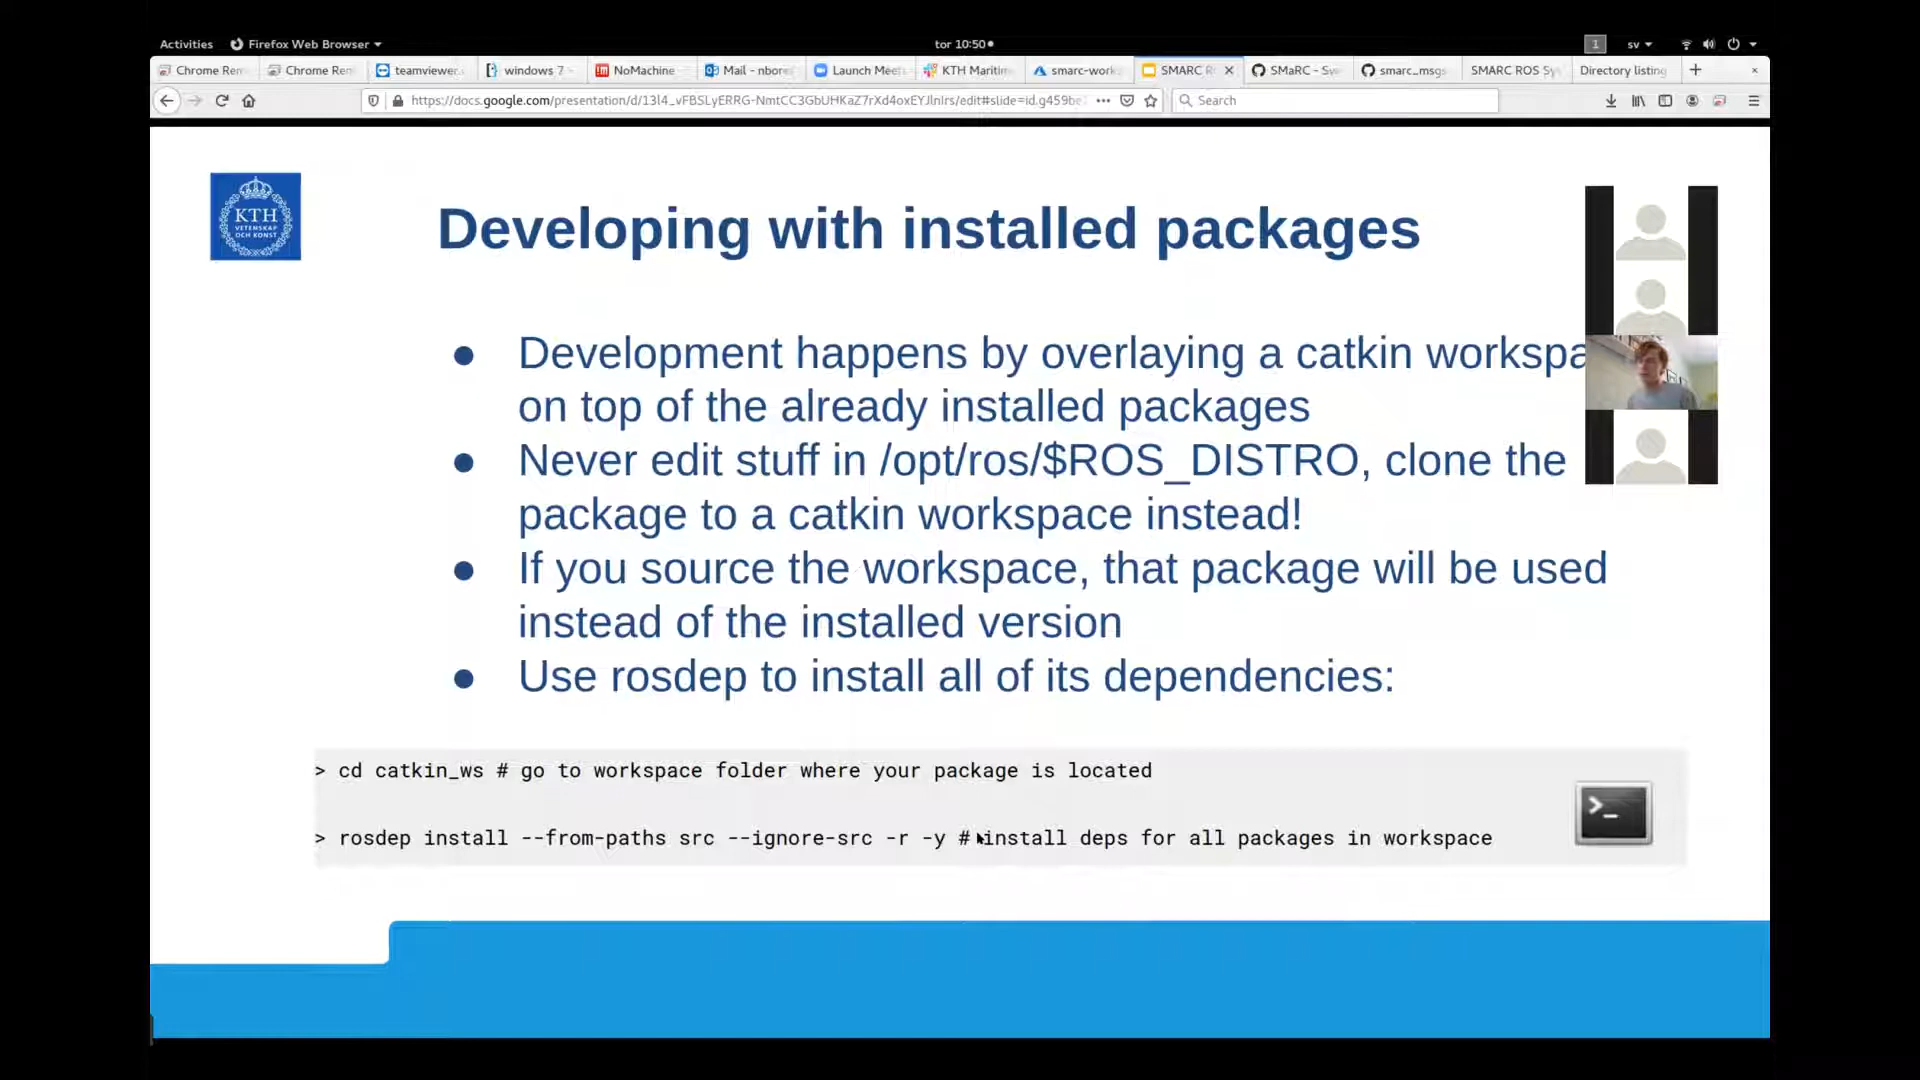 Activities Firefox Web Browser tor 10:50 1 sv
Chrome Rem Chrome Rem teamviewer. windows 7 NoMachine Mail - nbore Launch Meet KTH Maritim smarc-work SMARC R SMaRC - Sw smarc_msgs SMARC ROS Sy Directory listing
https://docs.google.com/presentation/d/13l4_vFBSLyERRG-NmtCC3GbUHKaZ7rXd4oxEYJlnIrs/edit#slide=id.g459be Search
KTH
VETENSKAP
OCH KONST
Developing with installed packages
● Development happens by overlaying a catkin workspa
on top of the already installed packages
● Never edit stuff in /opt/ros/$ROS_DISTRO, clone the
package to a catkin workspace instead!
● If you source the workspace, that package will be used
instead of the installed version
● Use rosdep to install all of its dependencies:
> cd catkin_ws # go to workspace folder where your package is located
> rosdep install --from-paths src --ignore-src -r -y # install deps for all packages in workspace